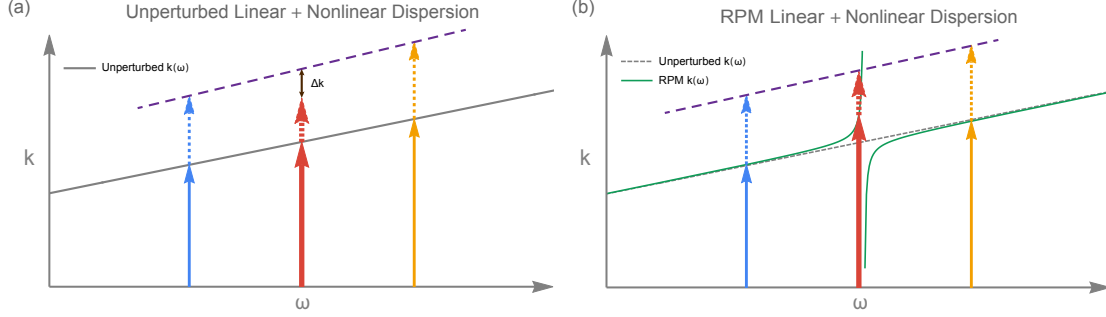 (a)
Unperturbed Linear + Nonlinear Dispersion
Unperturbed k(ω)
Δk
k
ω
(b)
RPM Linear + Nonlinear Dispersion
Unperturbed k(ω)
RPM k(ω)
k
ω